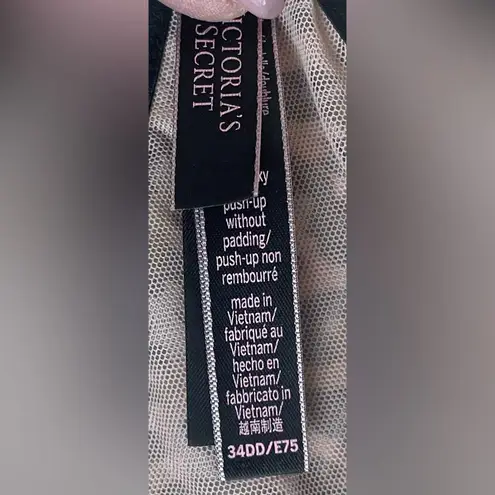 VICTORIA'S
SECRET
push-up
without
padding/
push-up non
rembourré
made in
Vietnam/
fabriqué au
Vietnam/
hecho en
Vietnam/
fabbricato in
Vietnam/
越南制造
34DD/E75